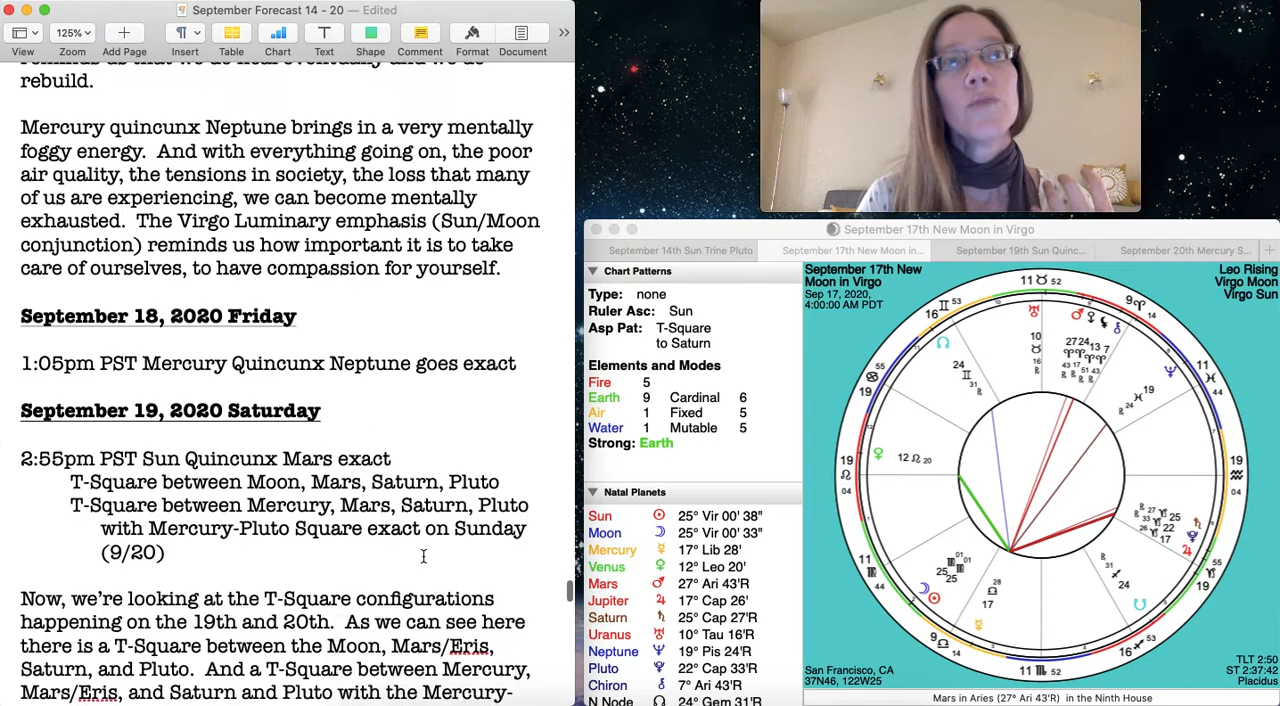 September Forecast 14 - 20 — Edited
125%
View
Zoom
Add Page
Insert
Table
Chart
Text
Shape
Comment
Format
Document
rebuild.
Mercury quincunx Neptune brings in a very mentally
foggy energy. And with everything going on, the poor
air quality, the tensions in society, the loss that many
of us are experiencing, we can become mentally
exhausted. The Virgo Luminary emphasis (Sun/Moon
conjunction) reminds us how important it is to take
care of ourselves, to have compassion for yourself.
September 18, 2020 Friday
1:05pm PST Mercury Quincunx Neptune goes exact
September 19, 2020 Saturday
2:55pm PST Sun Quincunx Mars exact
T-Square between Moon, Mars, Saturn, Pluto
T-Square between Mercury, Mars, Saturn, Pluto
with Mercury-Pluto Square exact on Sunday
(9/20)
Now, we're looking at the T-Square configurations
happening on the 19th and 20th. As we can see here
there is a T-Square between the Moon, Mars/Eris,
Saturn, and Pluto. And a T-Square between Mercury,
Mars/Eris, and Saturn and Pluto with the Mercury-
September 17th New Moon in Virgo
September 14th Sun Trine Pluto
September 17th New Moon in...
September 19th Sun Quinc...
September 20th Mercury S...
Chart Patterns
Type: none
Ruler Asc: Sun
Asp Pat: T-Square
to Saturn
Elements and Modes
Fire 5
Earth 9 Cardinal 6
Air 1 Fixed 5
Water 1 Mutable 5
Strong: Earth
Natal Planets
Sun ☉ 25° Vir 00' 38"
Moon ☽ 25° Vir 00' 33"
Mercury ☿ 17° Lib 28'
Venus ♀ 12° Leo 20'
Mars ♂ 27° Ari 43'R
Jupiter ♃ 17° Cap 26'
Saturn ♄ 25° Cap 27'R
Uranus ♅ 10° Tau 16'R
Neptune ♆ 19° Pis 24'R
Pluto ♇ 22° Cap 33'R
Chiron ⚷ 7° Ari 43'R
N Node ☊ 24° Gem 31'R
September 17th New
Moon in Virgo
Sep 17, 2020,
4:00:00 AM PDT
Leo Rising
Virgo Moon
Virgo Sun
11 ♉ 52
San Francisco, CA
37N46, 122W25
11 ♏ 52
TLT 2:50
ST 2:37:42
Placidus
Mars in Aries (27° Ari 43'R) in the Ninth House